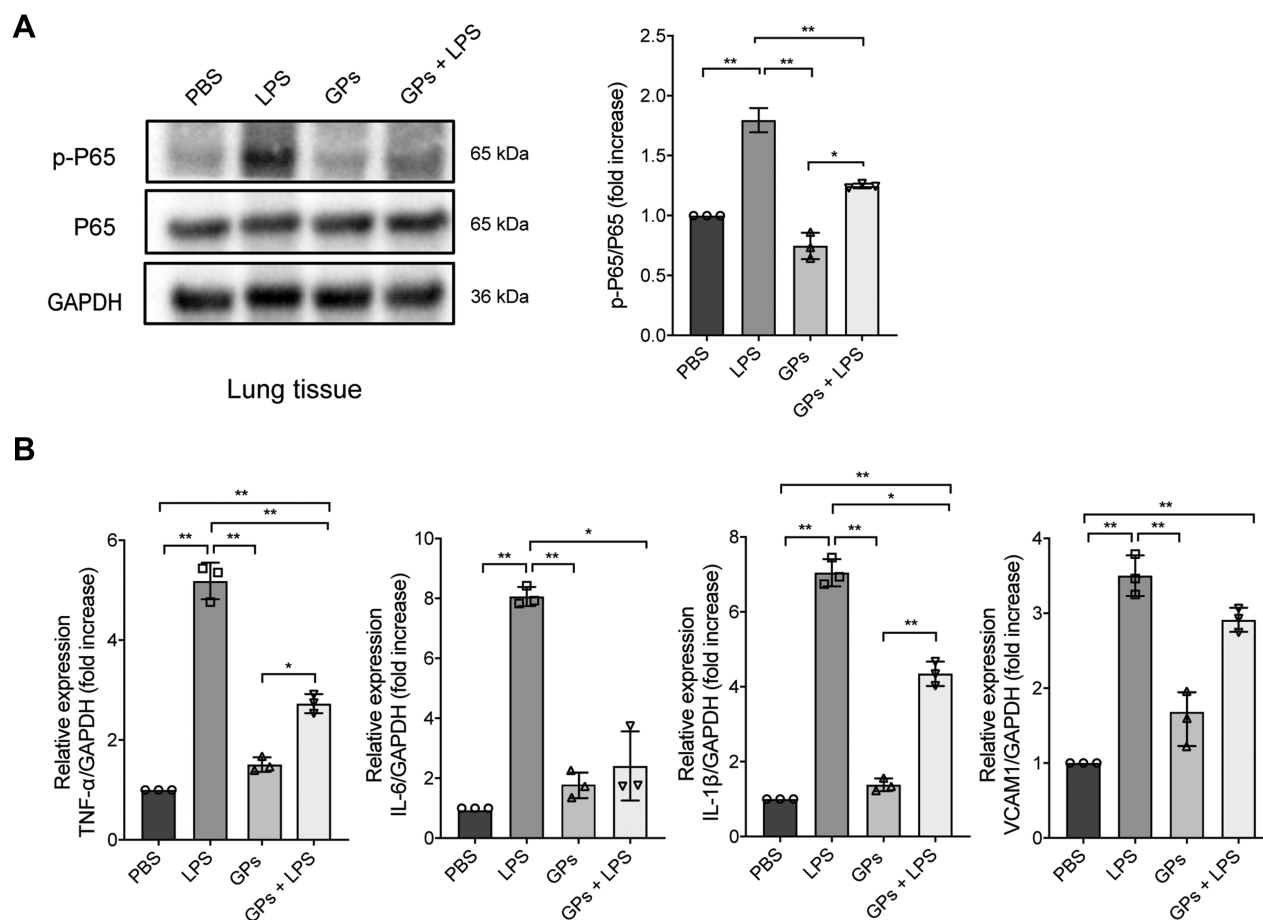 A
PBS
LPS
GPs
GPs + LPS
p-P65
65 kDa
P65
65 kDa
GAPDH
36 kDa
Lung tissue
p-P65/P65 (fold increase)
2.5
2.0
1.5
1.0
0.5
0.0
**
**
**
*
PBS
LPS
GPs
GPs + LPS
B
Relative expression
TNF-α/GAPDH (fold increase)
6
4
2
0
**
**
**
**
*
PBS
LPS
GPs
GPs + LPS
Relative expression
IL-6/GAPDH (fold increase)
10
8
6
4
2
0
*
**
**
PBS
LPS
GPs
GPs + LPS
Relative expression
IL-1β/GAPDH (fold increase)
8
6
4
2
0
**
*
**
**
**
PBS
LPS
GPs
GPs + LPS
Relative expression
VCAM1/GAPDH (fold increase)
4
3
2
1
0
**
**
**
PBS
LPS
GPs
GPs + LPS